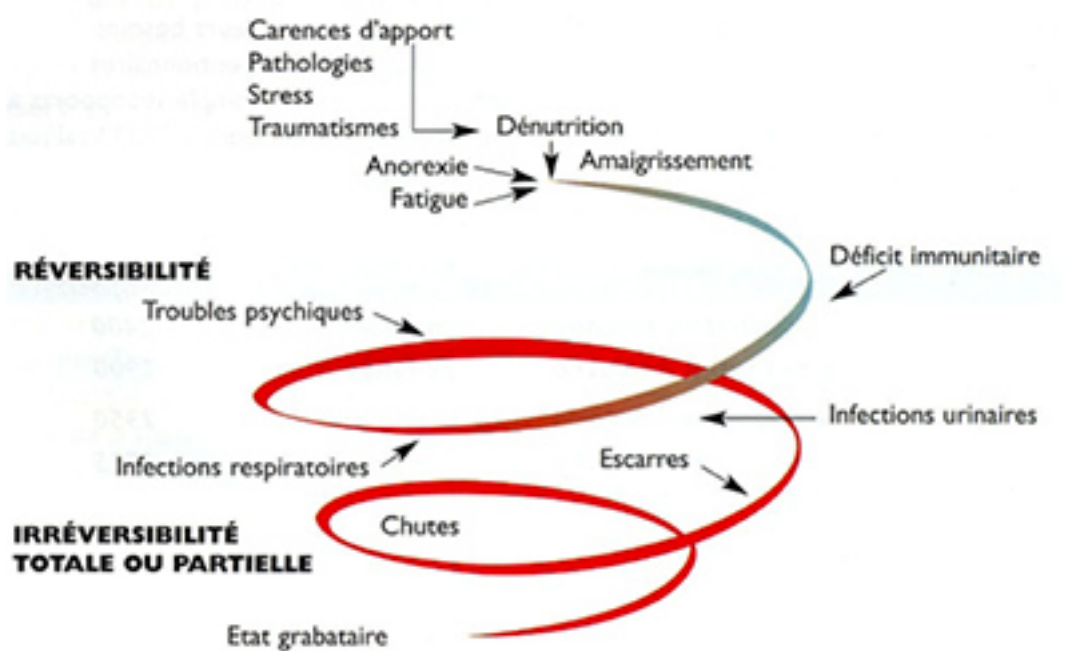 Carences d'apport
Pathologies
Stress
Traumatismes
Dénutrition
Amaigrissement
Anorexie
Fatigue
Déficit immunitaire
RÉVERSIBILITÉ
Troubles psychiques
Infections urinaires
Escarres
Infections respiratoires
Chutes
IRRÉVERSIBILITÉ
TOTALE OU PARTIELLE
Etat grabataire